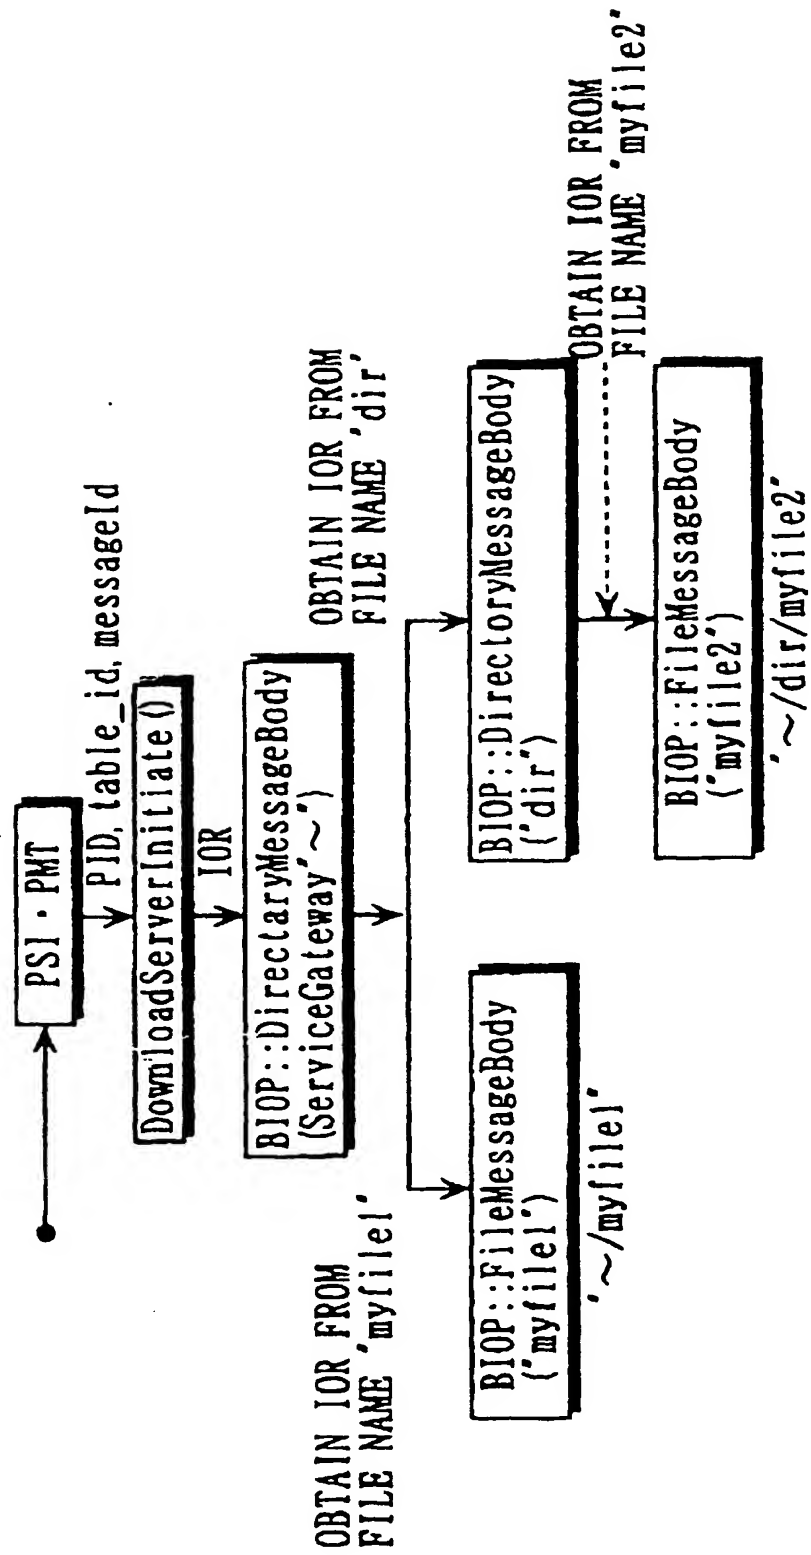 PSI・PMT
PID, table_id, messageId
DownloadServerInitiate()
IOR
BIOP::DirectaryMessageBody
(ServiceGateway"~")
OBTAIN IOR FROM
FILE NAME "myfile1"
OBTAIN IOR FROM
FILE NAME 'dir'
BIOP::FileMessageBody
("myfile1")
"~/myfile1"
BIOP::DirectoryMessageBody
("dir")
OBTAIN IOR FROM
FILE NAME "myfile2"
BIOP::FileMessageBody
("myfile2")
"~/dir/myfile2"